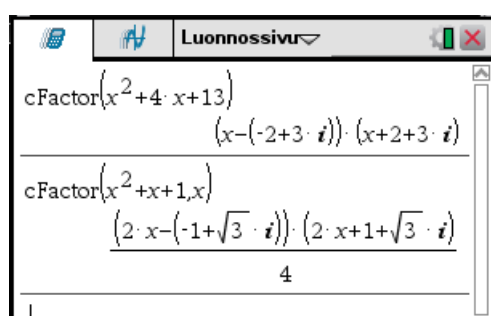 Luonnossivu
cFactor(x²+4·x+13)
(x−(-2+3·i))·(x+2+3·i)
cFactor(x²+x+1,x)
(2·x−(-1+√3·i))·(2·x+1+√3·i)
4